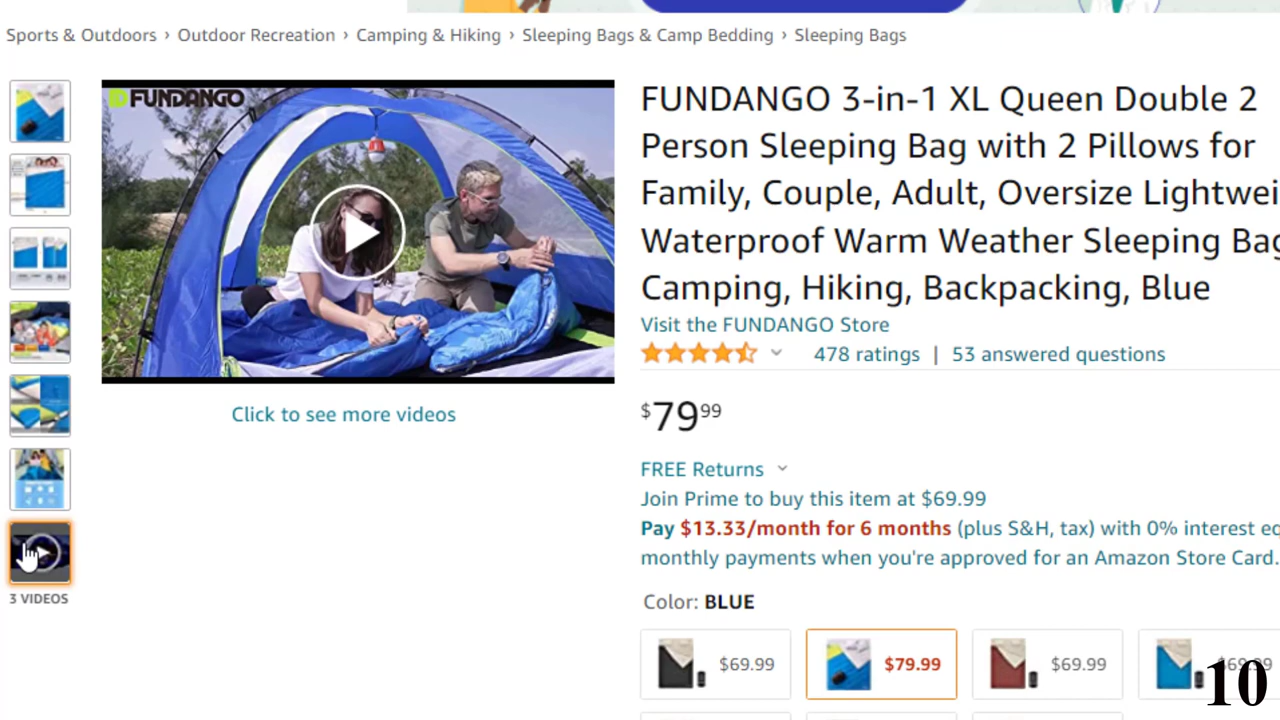 Sports & Outdoors › Outdoor Recreation › Camping & Hiking › Sleeping Bags & Camp Bedding › Sleeping Bags
FUNDANGO
FUNDANGO 3-in-1 XL Queen Double 2
Person Sleeping Bag with 2 Pillows for
Family, Couple, Adult, Oversize Lightwei
Waterproof Warm Weather Sleeping Bag
Camping, Hiking, Backpacking, Blue
Visit the FUNDANGO Store
478 ratings | 53 answered questions
Click to see more videos
$79 99
FREE Returns
Join Prime to buy this item at $69.99
Pay $13.33/month for 6 months (plus S&H, tax) with 0% interest eq
monthly payments when you're approved for an Amazon Store Card.
3 VIDEOS
Color: BLUE
$69.99 $79.99 $69.99 $69.99
10